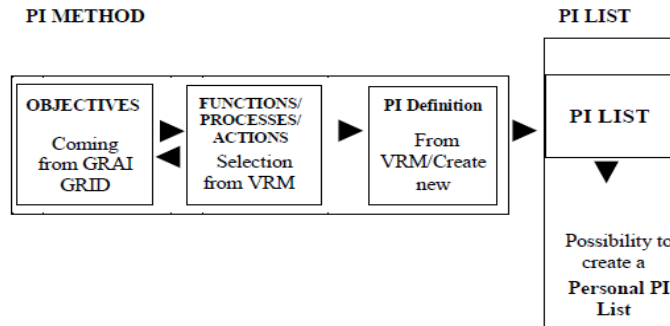 PI METHOD
PI LIST
OBJECTIVES
Coming
from GRAI
GRID
FUNCTIONS/
PROCESSES/
ACTIONS
Selection
from VRM
PI Definition
From
VRM/Create
new
PI LIST
Possibility to
create a
Personal PI
List